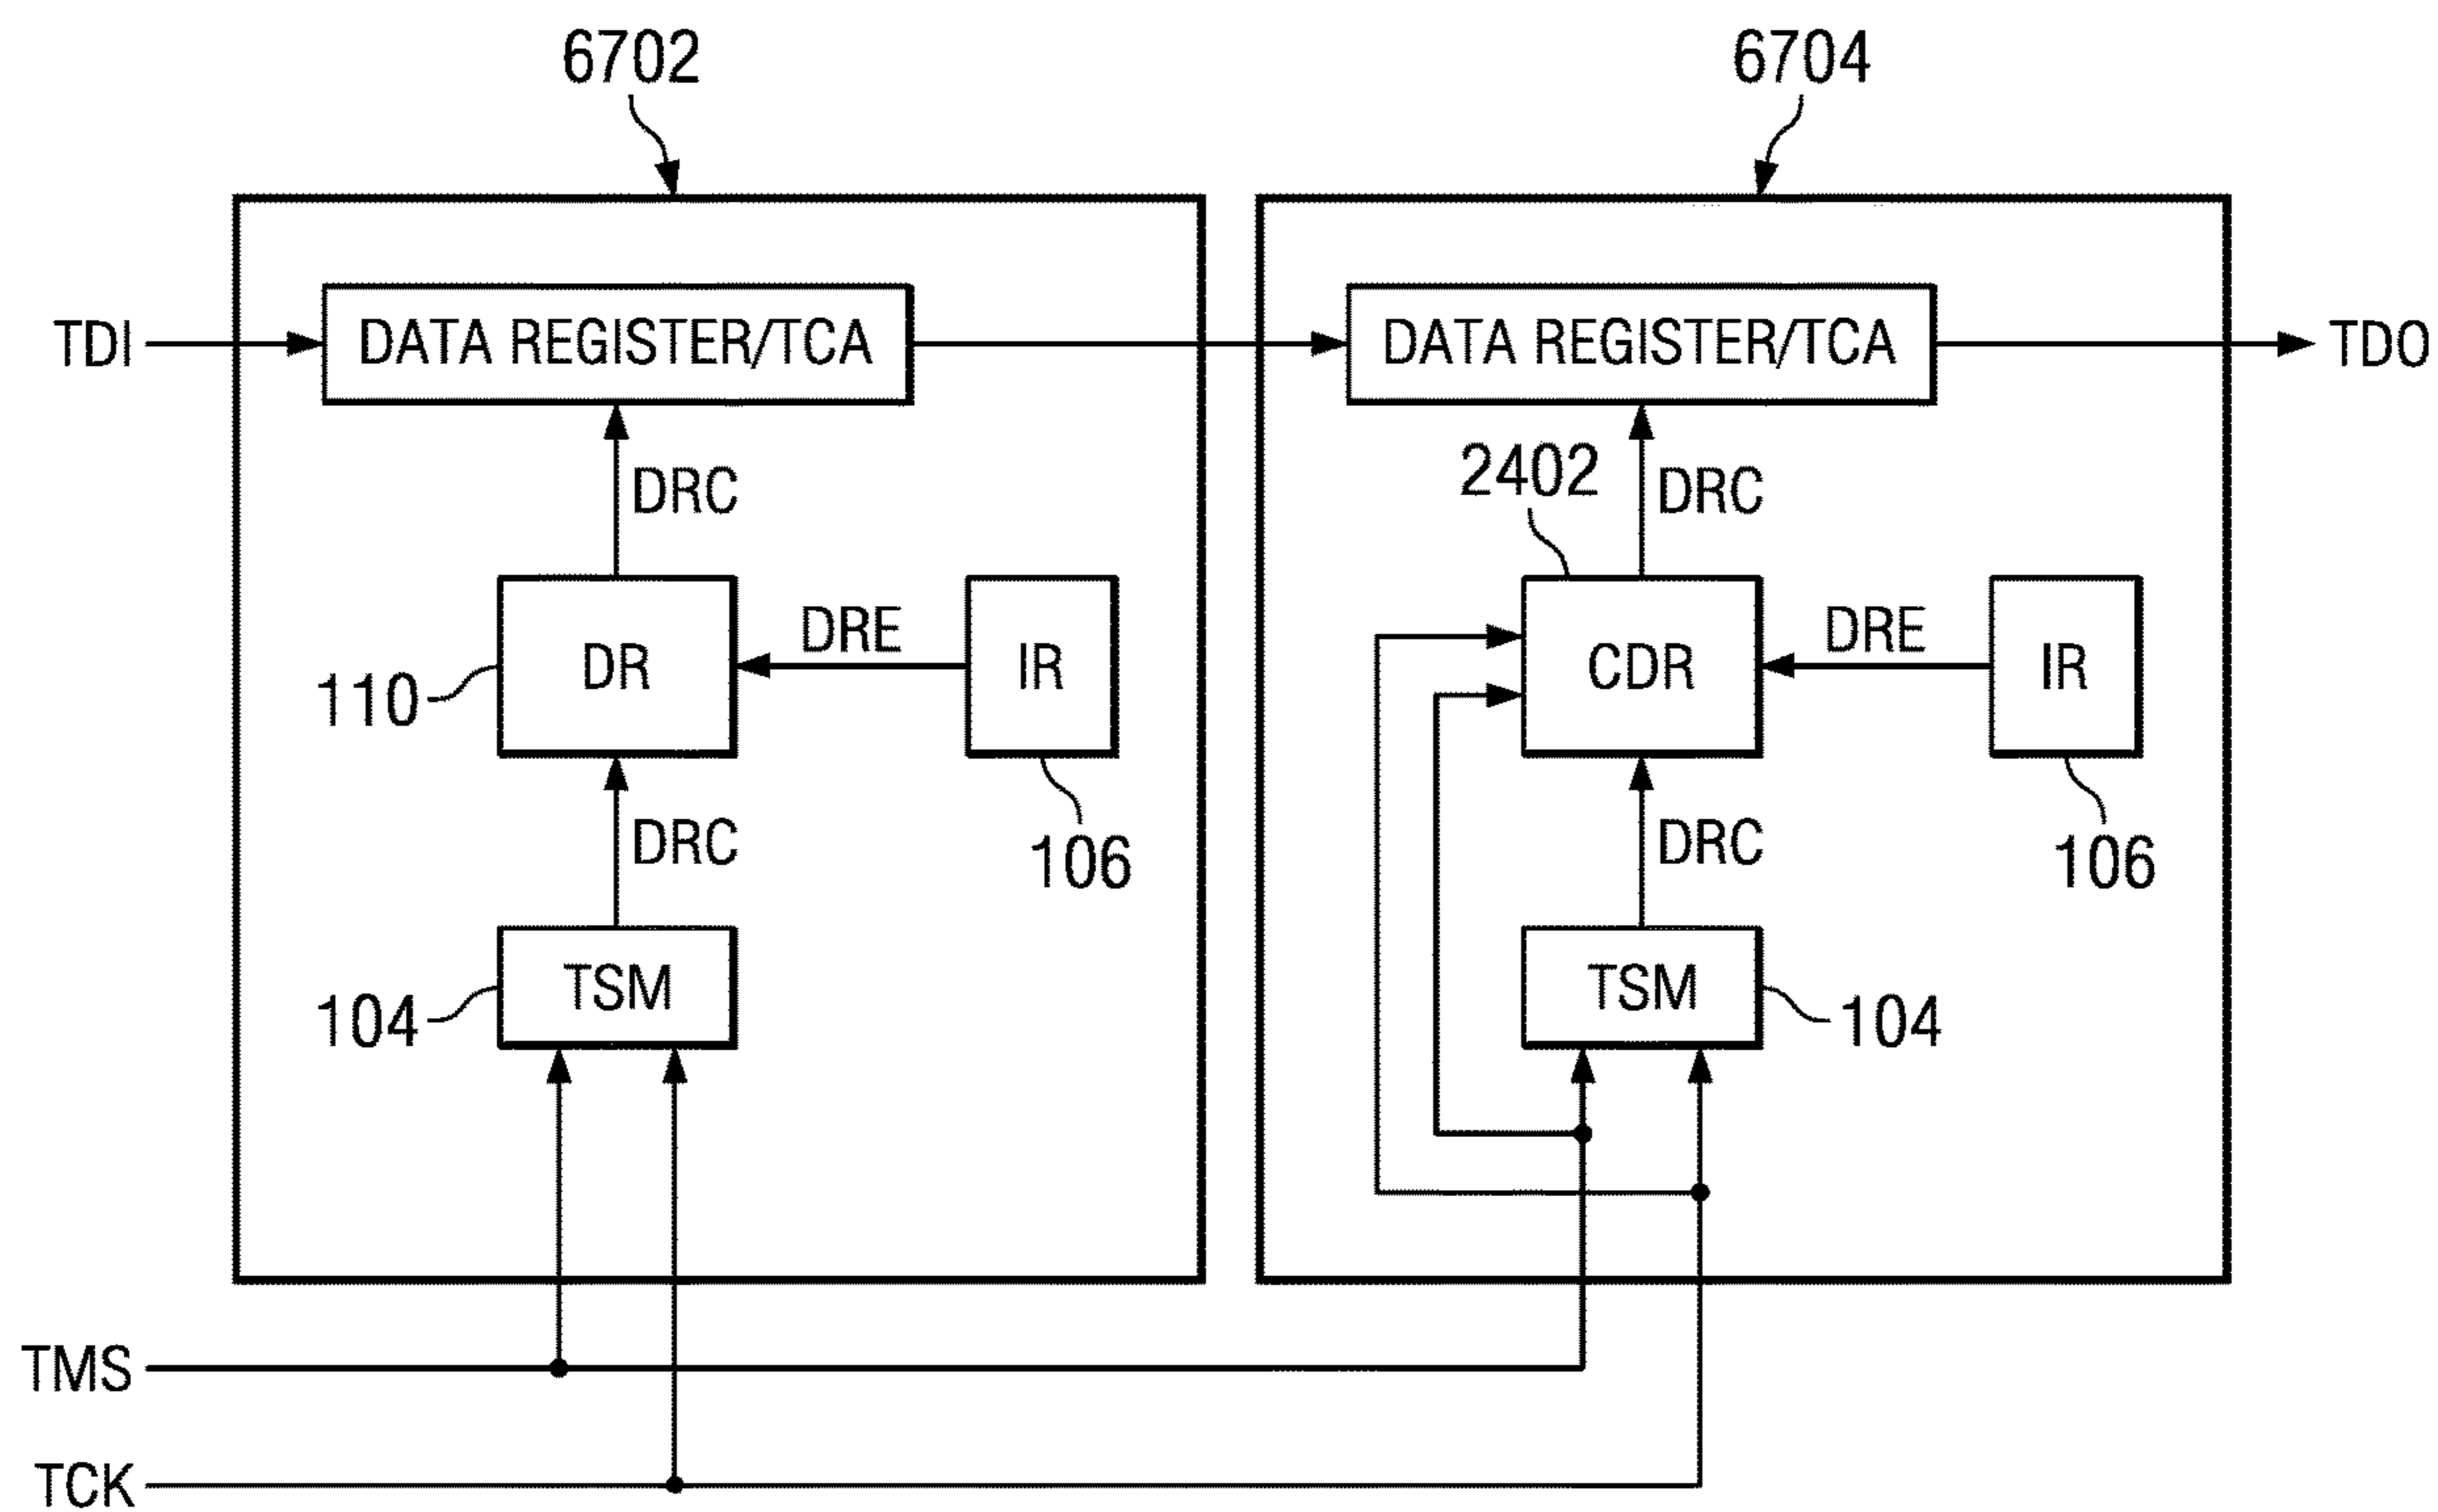 6702
6704
TDI
DATA REGISTER/TCA
DATA REGISTER/TCA
TDO
DRC
2402
DRC
110
DR
DRE
IR
CDR
DRE
IR
DRC
106
DRC
106
104
TSM
TSM
104
TMS
TCK